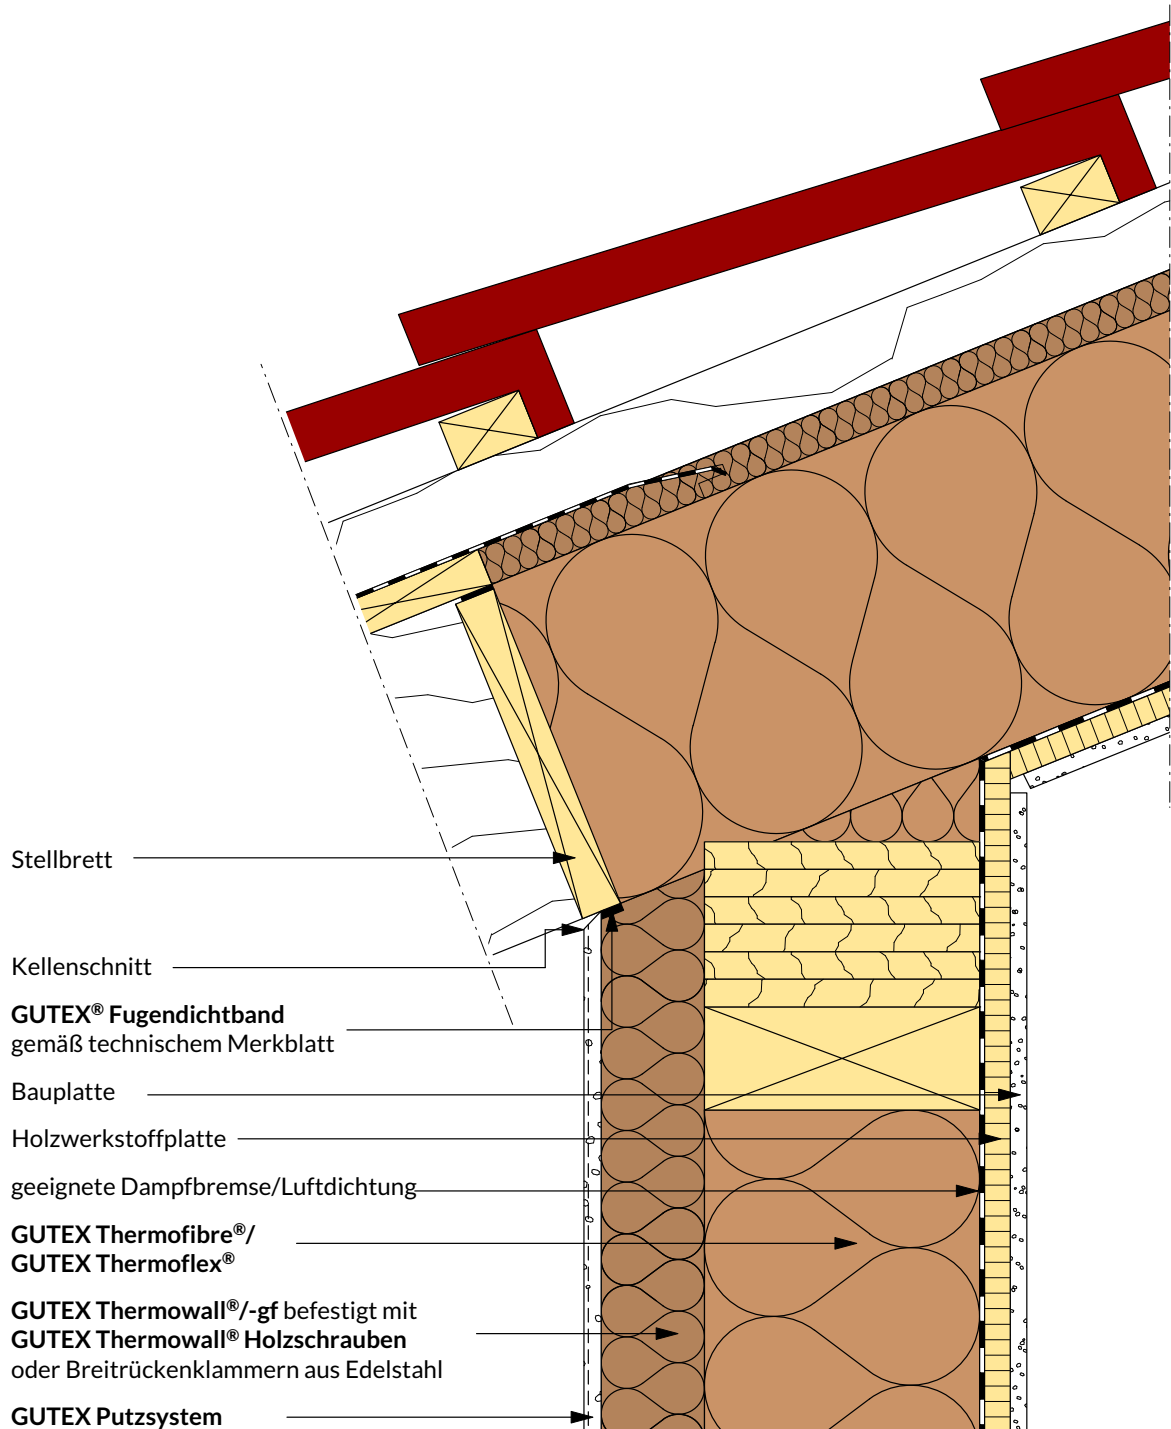 Stellbrett
Kellenschnitt
GUTEX® Fugendichtband
gemäß technischem Merkblatt
Bauplatte
Holzwerkstoffplatte
geeignete Dampfbremse/Luftdichtung
GUTEX Thermofibre®/
GUTEX Thermoflex®
GUTEX Thermowall®/-gf befestigt mit
GUTEX Thermowall® Holzschrauben
oder Breitrückenklammern aus Edelstahl
GUTEX Putzsystem